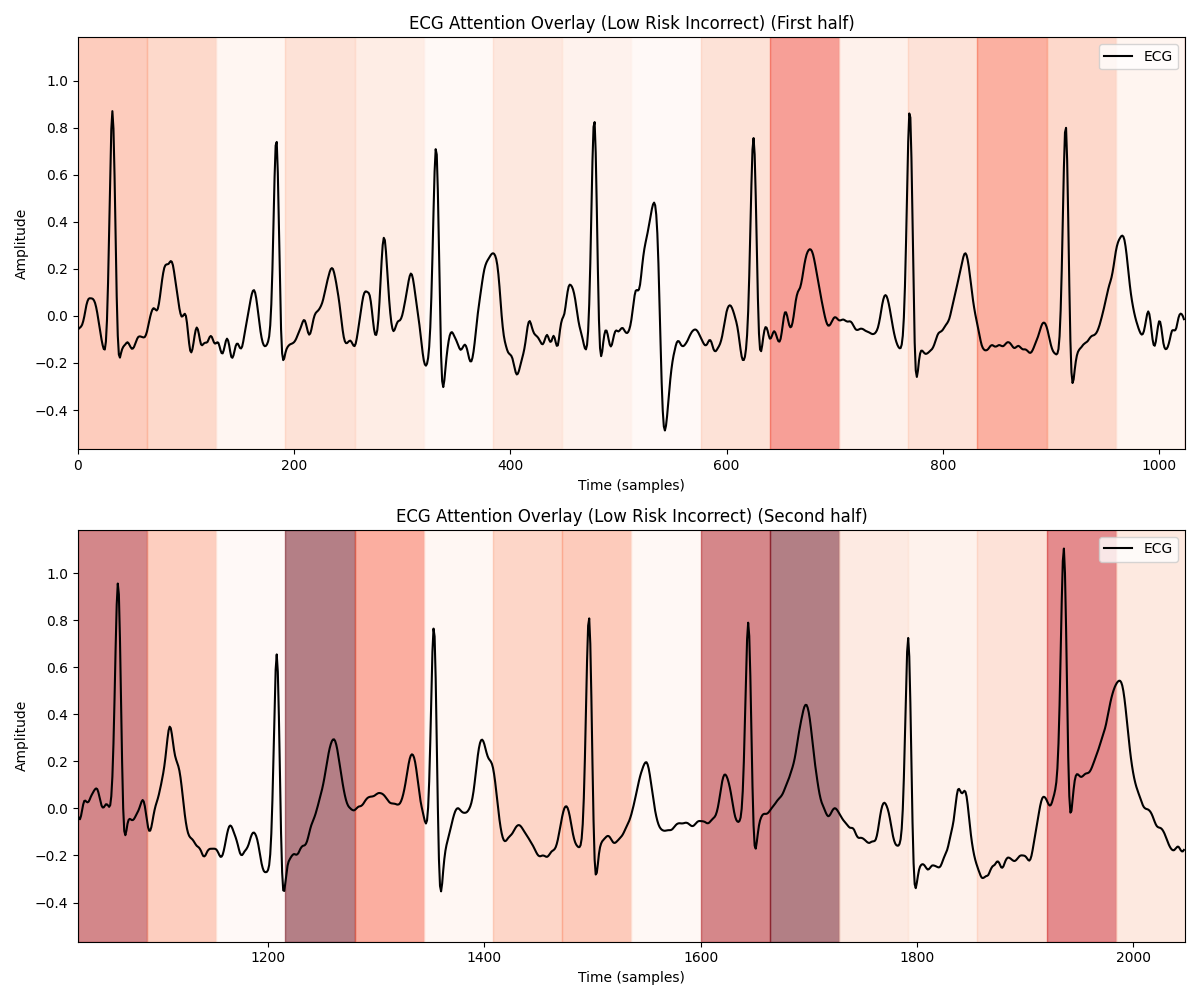 ECG Attention Overlay (Low Risk Incorrect) (First half)
ECG
Amplitude
1.0
0.8
0.6
0.4
0.2
0.0
−0.2
−0.4
0 200 400 600 800 1000
Time (samples)
ECG Attention Overlay (Low Risk Incorrect) (Second half)
ECG
Amplitude
1.0
0.8
0.6
0.4
0.2
0.0
−0.2
−0.4
1200 1400 1600 1800 2000
Time (samples)